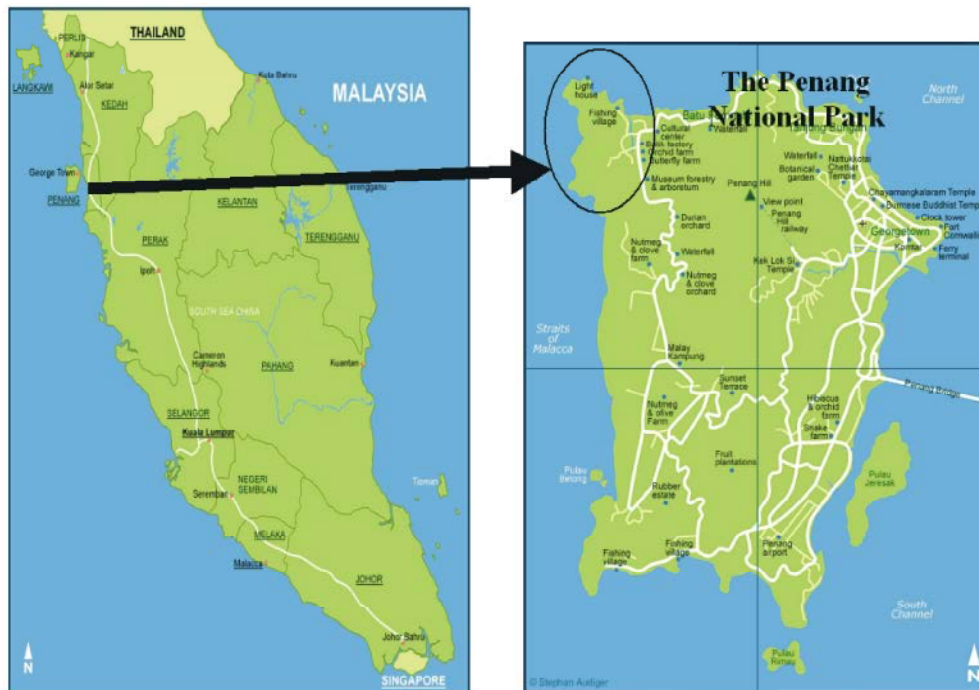 THAILAND
PERLIS
Kangar
LANGKAWI
Alor Setar
KEDAH
Kota Bahru
MALAYSIA
George Town
PENANG
Terengganu
KELANTAN
TERENGGANU
PERAK
Ipoh
SOUTH SEA CHINA
Cameron
Highlands
PAHANG
Kuantan
SELANGOR
Kuala Lumpur
NEGERI
SEMBILAN
Seremban
Tioman
MELAKA
Malacca
JOHOR
Johor Bahru
SINGAPORE
N
The Penang
National Park
Light
house
Fishing
village
North
Channel
Batu
Tanjung Bungah
Cultural
center
Waterfall
Batik factory
Orchid farm
Butterfly farm
Museum forestry
& arboretum
Waterfall
Botanical
garden
Nattukkotai
Chettiar
Temple
Penang Hill
View point
Penang
Hill
railway
Chayamangkalaram Temple
Burmese Buddhist Temp
Clock tower
Fort
Cornwallis
Georgetown
Komtar
Ferry
terminal
Durian
orchard
Nutmeg
& clove
farm
Waterfall
Nutmeg
& clove
orchard
Kek Lok Si
Temple
Straits of
Malacca
Malay
Kampung
Sunset
Terrace
Penang Bridge
Nutmeg
& olive
Farm
Hibiscus
& orchid
farm
Snake
farm
Fruit
plantations
Pulau
Betong
Rubber
estate
Pulau
Jeresak
Fishing
village
Fishing
village
Penang
airport
South
Channel
Pulau
Rimau
N
© Stephan Audiger